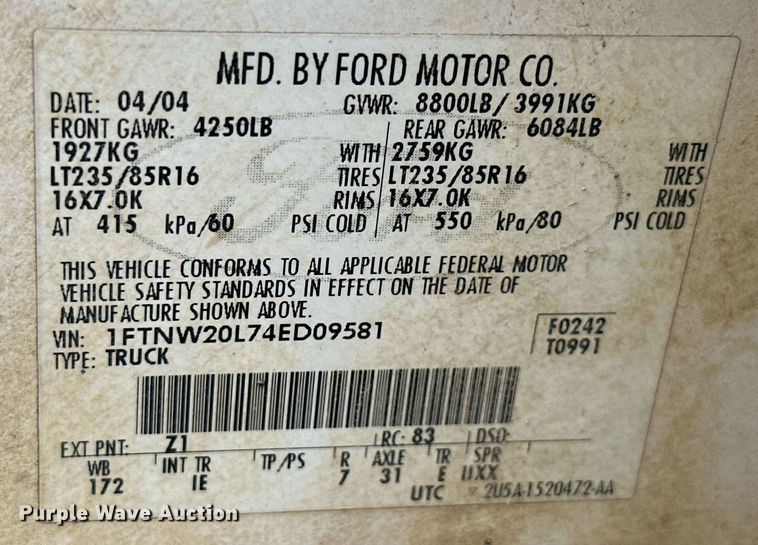 MFD. BY FORD MOTOR CO.
DATE: 04/04 GVWR: 8800LB/ 3991KG
FRONT GAWR: 4250LB REAR GAWR: 6084LB
1927KG WITH 2759KG WITH
LT235/85R16 TIRES LT235/85R16 TIRES
16X7.0K RIMS 16X7.0K RIMS
AT 415 kPa/60 PSI COLD AT 550 kPa/80 PSI COLD
THIS VEHICLE CONFORMS TO ALL APPLICABLE FEDERAL MOTOR
VEHICLE SAFETY STANDARDS IN EFFECT ON THE DATE OF
MANUFACTURE SHOWN ABOVE.
VIN: 1FTNW20L74ED09581 F0242
TYPE: TRUCK T0991
EXT PNT: Z1 RC: 83 DSO:
WB INT TR TP/PS R AXLE TR SPR
172 IE 7 31 E
UTC 2U5A-1520472-AA
Purple Wave Auction